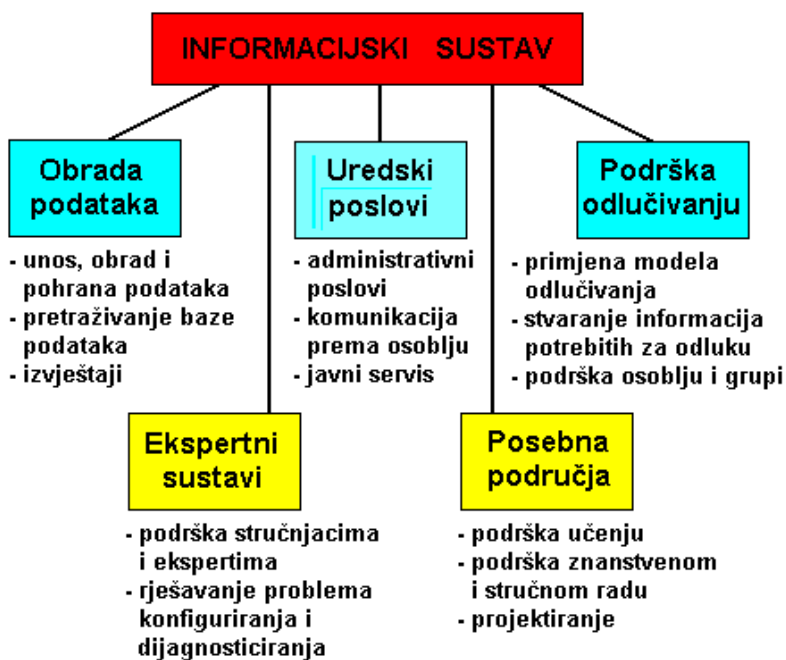 INFORMACIJSKI SUSTAV
Obrada
podataka
- unos, obrad i
pohrana podataka
- pretraživanje baze
podataka
- izvještaji
Uredski
poslovi
- administrativni
poslovi
- komunikacija
prema osoblju
- javni servis
Podrška
odlučivanju
- primjena modela
odlučivanja
- stvaranje informacija
potrebitih za odluku
- podrška osoblju i grupi
Ekspertni
sustavi
- podrška stručnjacima
i ekspertima
- rješavanje problema
konfiguriranja i
dijagnosticiranja
Posebna
područja
- podrška učenju
- podrška znanstvenom
i stručnom radu
- projektiranje